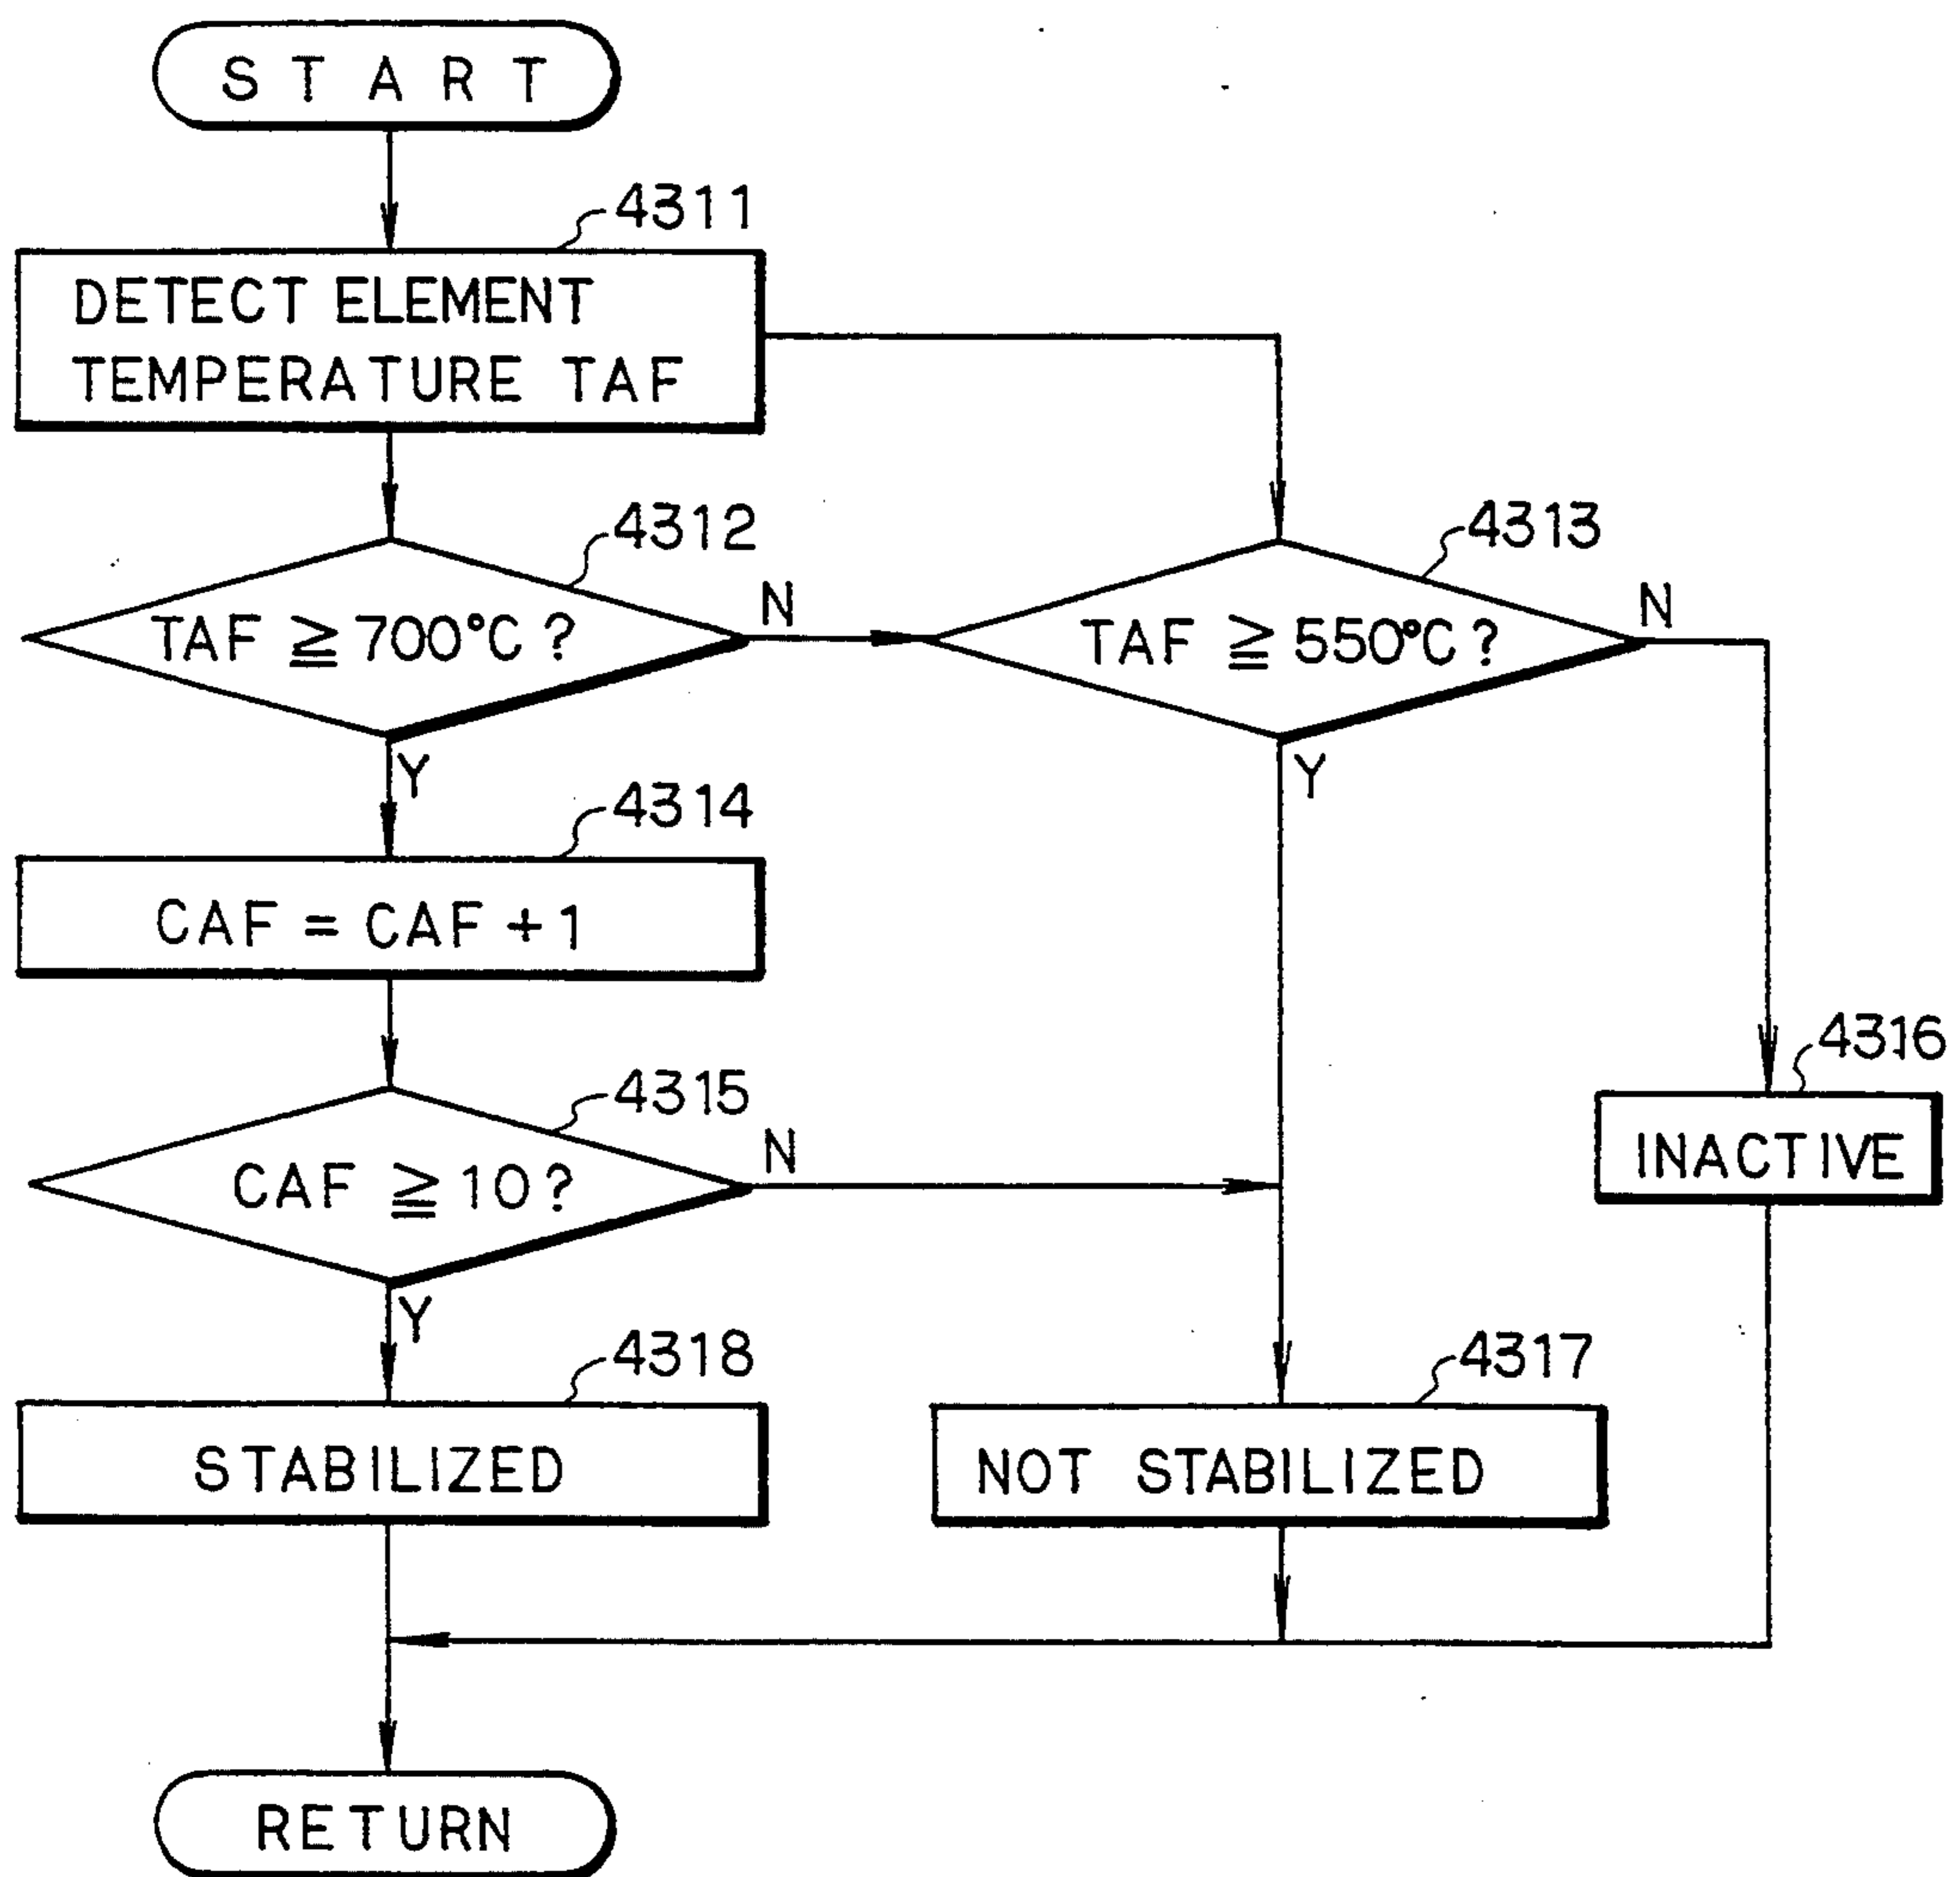 START
4311
DETECT ELEMENT
TEMPERATURE TAF
4312
TAF ≧ 700°C ?
N
Y
4313
TAF ≧ 550°C ?
N
Y
4314
CAF = CAF + 1
4315
CAF ≧ 10 ?
N
Y
4316
INACTIVE
4318
STABILIZED
4317
NOT STABILIZED
RETURN